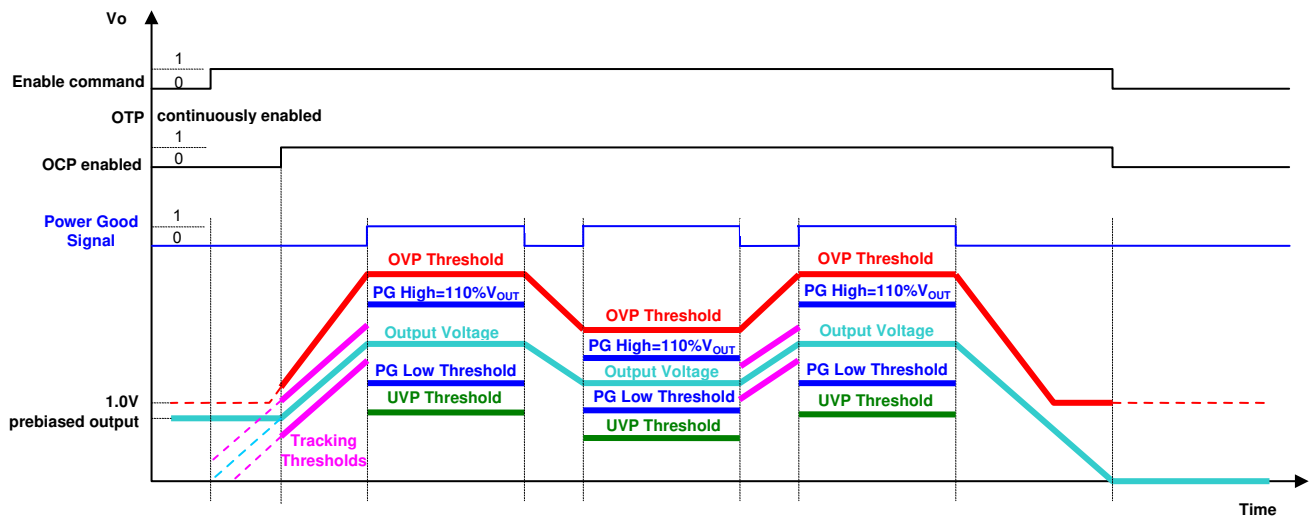 Vo
1
Enable command
0
OTP continuously enabled
1
OCP enabled
0
Power Good
Signal
1
0
OVP Threshold
OVP Threshold
PG High=110%VOUT
PG High=110%VOUT
OVP Threshold
Output Voltage
Output Voltage
PG High=110%VOUT
PG Low Threshold
Output Voltage
PG Low Threshold
1.0V
UVP Threshold
PG Low Threshold
UVP Threshold
prebiased output
UVP Threshold
Tracking
Thresholds
Time